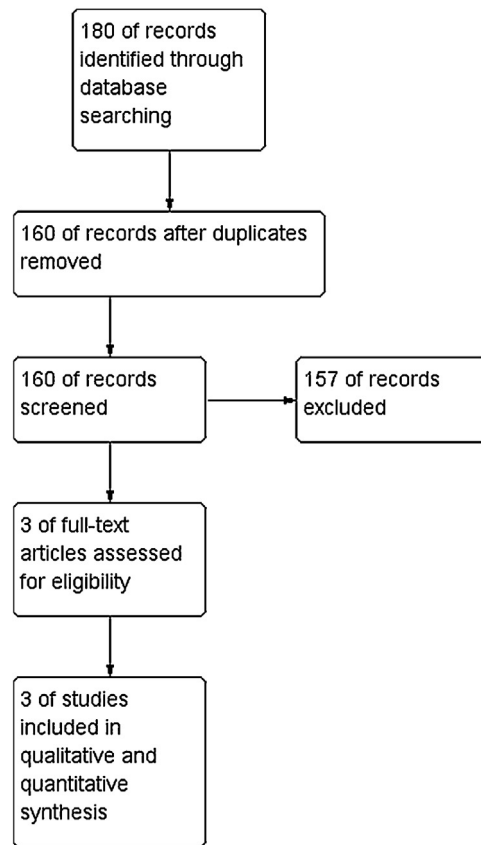 180 of records
identified through
database
searching
160 of records after duplicates
removed
160 of records
screened
157 of records
excluded
3 of full-text
articles assessed
for eligibility
3 of studies
included in
qualitative and
quantitative
synthesis